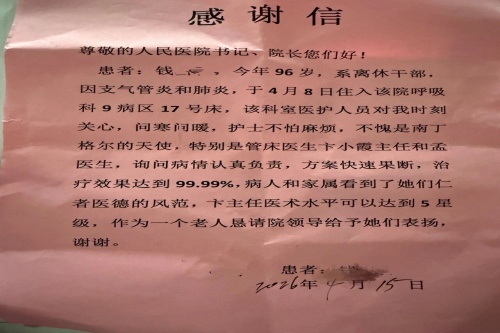 感谢信
尊敬的人民医院书记、院长您们好！
患者：钱，今年96岁，系离休干部，
因支气管炎和肺炎，于4月8日住入该院呼吸
科9病区17号床，该科室医护人员对我时刻
关心，问寒问暖，护士不怕麻烦，不愧是南丁
格尔的天使，特别是管床医生卞小霞主任和孟
医生，询问病情认真负责，方案快速果断，治
疗效果达到99.99%，病人和家属看到了她们仁
者医德的风范，卞主任医术水平可以达到5星
级，作为一个老人恳请院领导给予她们表扬，
谢谢。
患者：
2026年4月15日